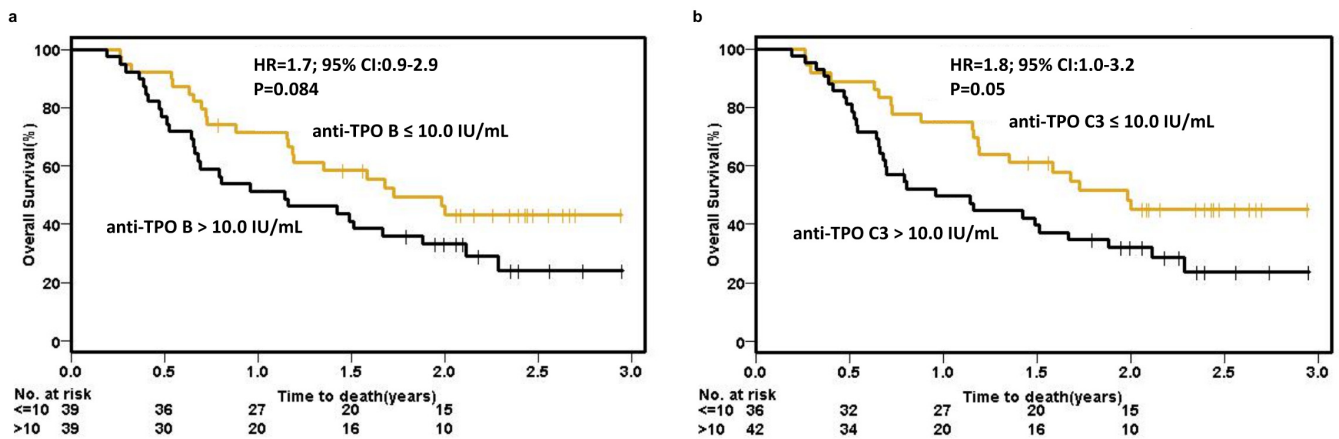 a
100
80
60
40
20
0
Overall Survival(%)
HR=1.7; 95% CI:0.9-2.9
P=0.084
anti-TPO B ≤ 10.0 IU/mL
anti-TPO B > 10.0 IU/mL
0.0 0.5 1.0 1.5 2.0 2.5 3.0
Time to death(years)
No. at risk
<=10 39 36 27 20 15
>10 39 30 20 16 10
b
100
80
60
40
20
0
Overall Survival(%)
HR=1.8; 95% CI:1.0-3.2
P=0.05
anti-TPO C3 ≤ 10.0 IU/mL
anti-TPO C3 > 10.0 IU/mL
0.0 0.5 1.0 1.5 2.0 2.5 3.0
Time to death(years)
No. at risk
<=10 36 32 27 20 15
>10 42 34 20 16 10